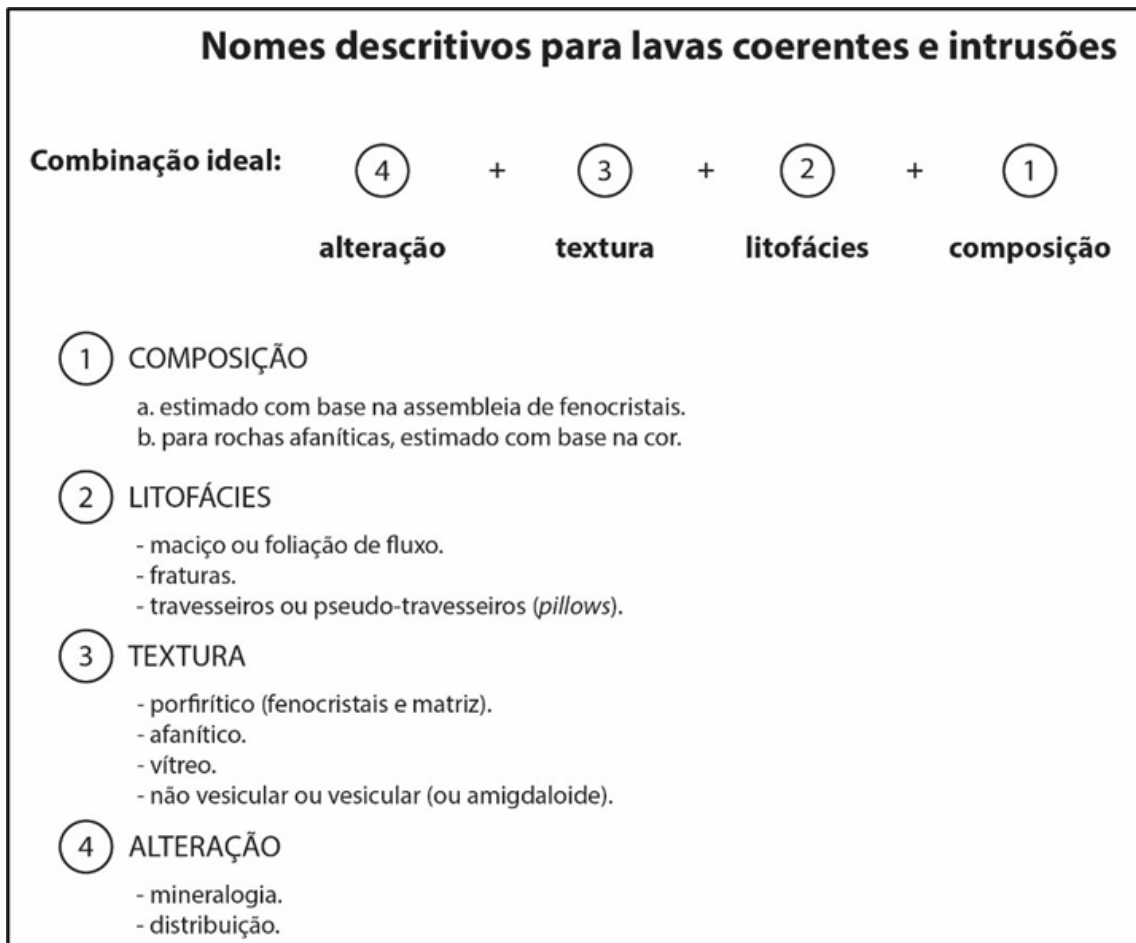 Nomes descritivos para lavas coerentes e intrusões
Combinação ideal: 4 + 3 + 2 + 1
alteração textura litofácies composição
1 COMPOSIÇÃO
a. estimado com base na assembleia de fenocristais.
b. para rochas afaníticas, estimado com base na cor.
2 LITOFÁCIES
- maciço ou foliação de fluxo.
- fraturas.
- travesseiros ou pseudo-travesseiros (pillows).
3 TEXTURA
- porfirítico (fenocristais e matriz).
- afanítico.
- vítreo.
- não vesicular ou vesicular (ou amigdaloide).
4 ALTERAÇÃO
- mineralogia.
- distribuição.